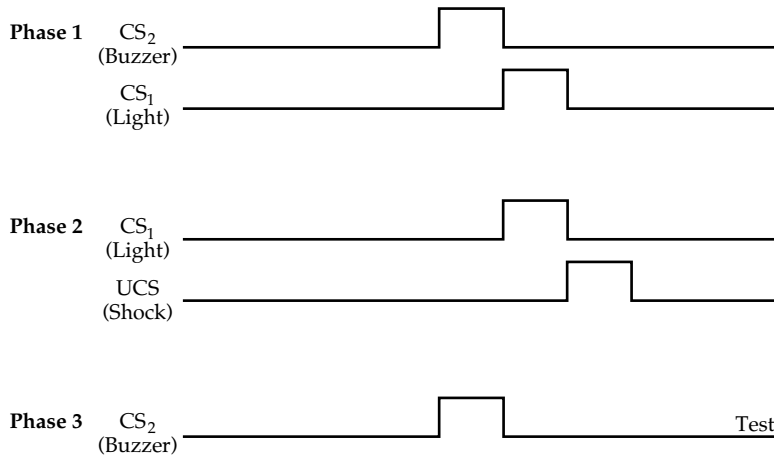 Phase 1 CS₂
(Buzzer)
CS₁
(Light)
Phase 2 CS₁
(Light)
UCS
(Shock)
Phase 3 CS₂
Test
(Buzzer)